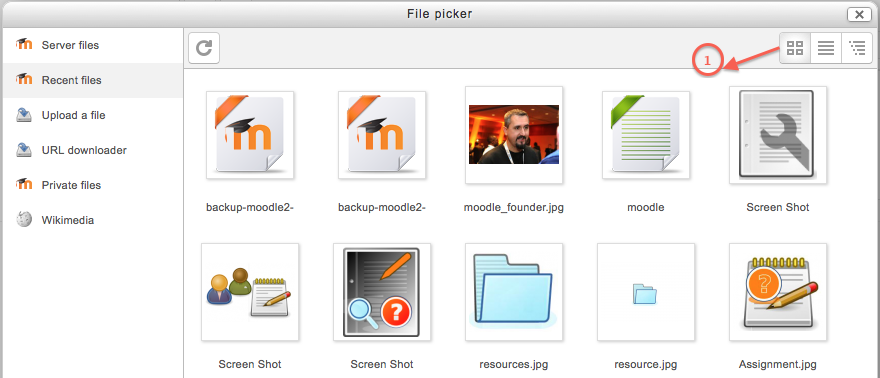 File picker
Server files
Recent files
Upload a file
URL downloader
Private files
Wikimedia
1
backup-moodle2-
backup-moodle2-
moodle_founder.jpg
moodle
Screen Shot
Screen Shot
Screen Shot
resources.jpg
resource.jpg
Assignment.jpg